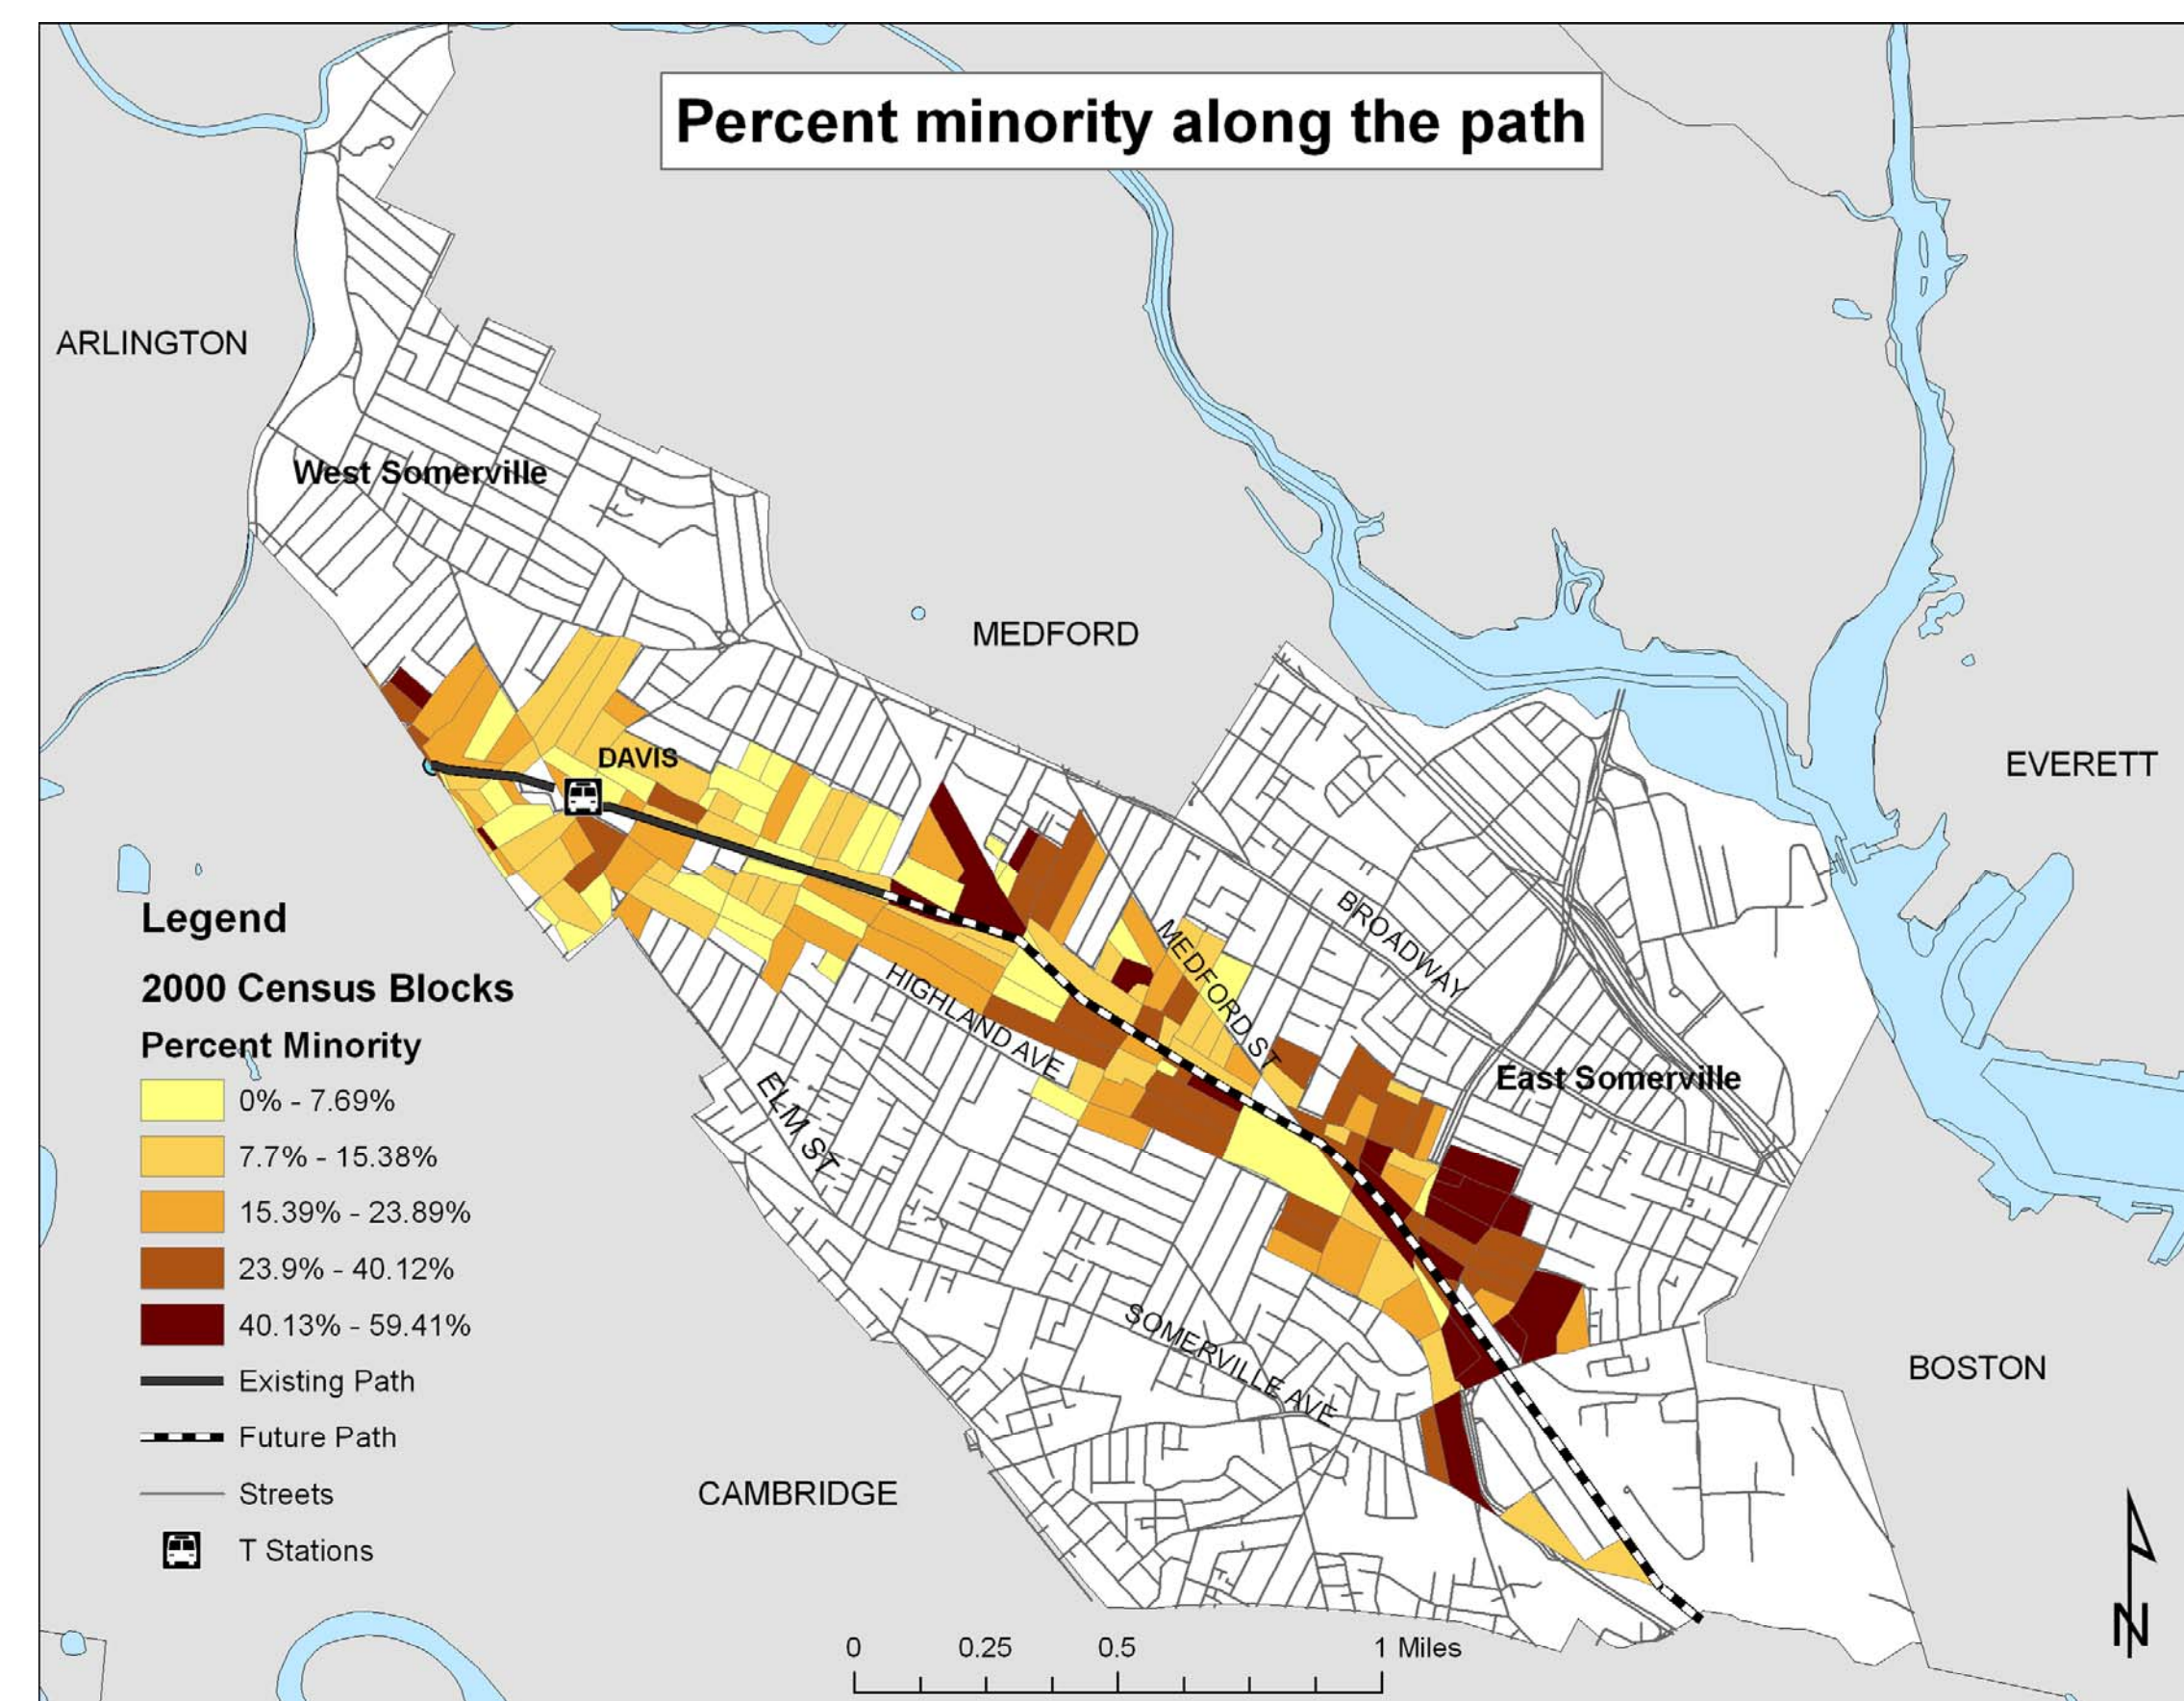 Percent minority along the path
ARLINGTON
West Somerville
MEDFORD
DAVIS
EVERETT
BROADWAY
MEDFORD ST
HIGHLAND AVE
East Somerville
ELM ST
SOMERVILLE AVE
BOSTON
CAMBRIDGE
Legend
2000 Census Blocks
Percent Minority
0% - 7.69%
7.7% - 15.38%
15.39% - 23.89%
23.9% - 40.12%
40.13% - 59.41%
Existing Path
Future Path
Streets
T Stations
0 0.25 0.5 1 Miles
N